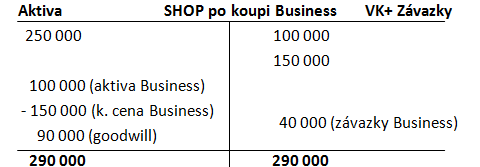 Aktiva SHOP po koupi Business VK+ Závazky
250 000 100 000
150 000
100 000 (aktiva Business)
- 150 000 (k. cena Business)
40 000 (závazky Business)
90 000 (goodwill)
290 000 290 000